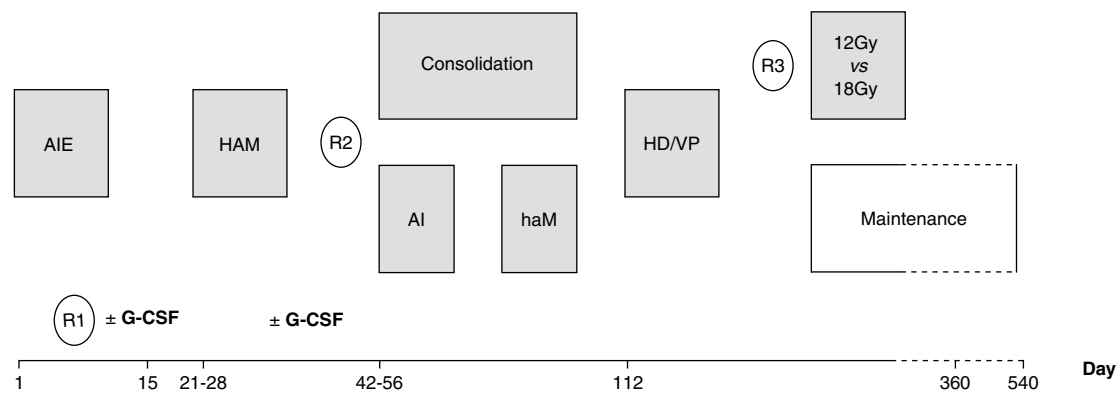 Consolidation
R3
12Gy
vs
18Gy
AIE
HAM
R2
HD/VP
AI
haM
Maintenance
R1 ± G-CSF ± G-CSF
1 15 21-28 42-56 112 360 540 Day